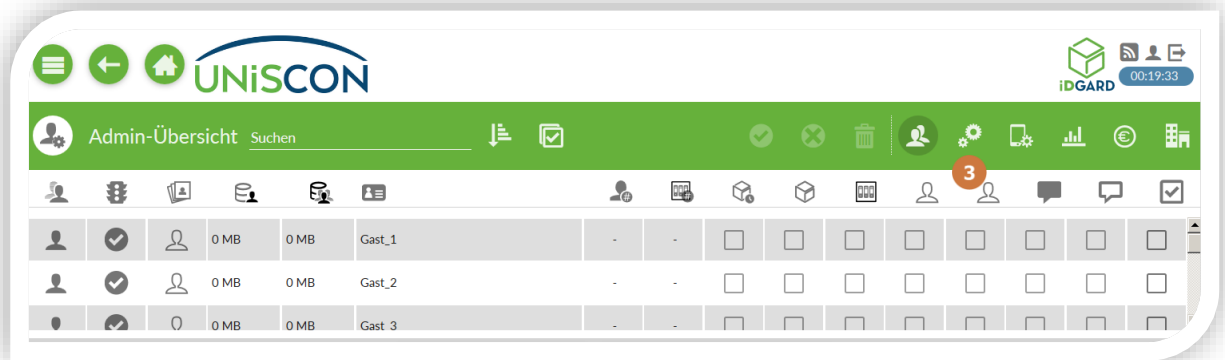 UNiSCON
iDGARD
00:19:33
Admin-Übersicht Suchen
3
0 MB 0 MB Gast_1 - -
0 MB 0 MB Gast_2 - -
0 MB 0 MB Gast_3 - -